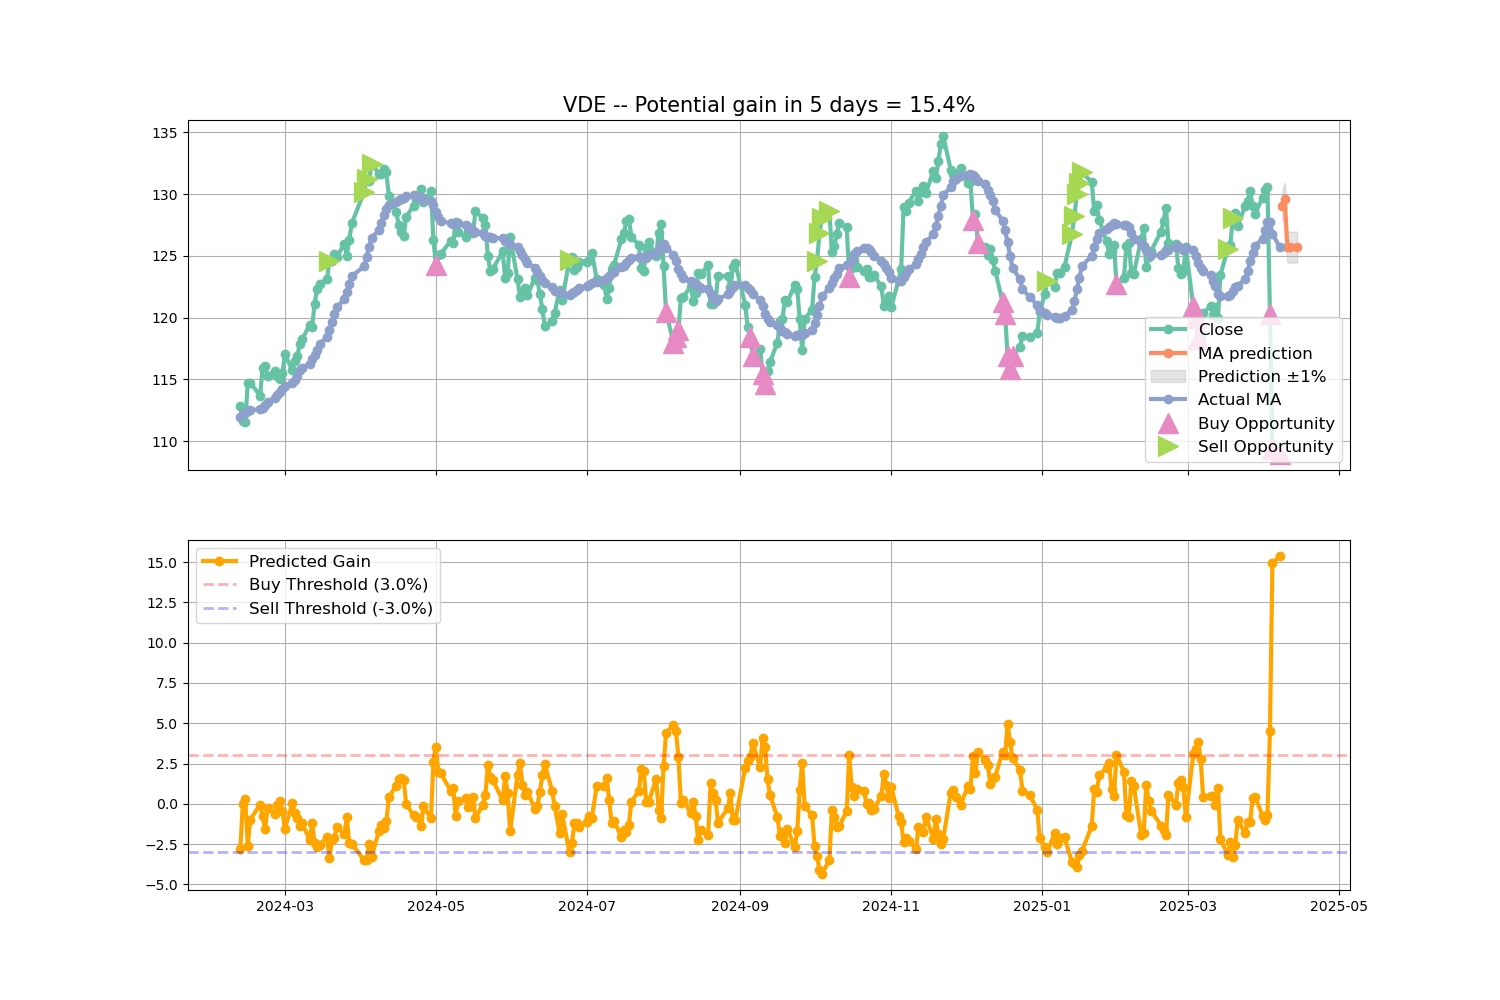 VDE -- Potential gain in 5 days = 15.4%
135
130
125
120
115
110
Close
MA prediction
Prediction ±1%
Actual MA
Buy Opportunity
Sell Opportunity
15.0
12.5
10.0
7.5
5.0
2.5
0.0
−2.5
−5.0
Predicted Gain
Buy Threshold (3.0%)
Sell Threshold (-3.0%)
2024-03 2024-05 2024-07 2024-09 2024-11 2025-01 2025-03 2025-05